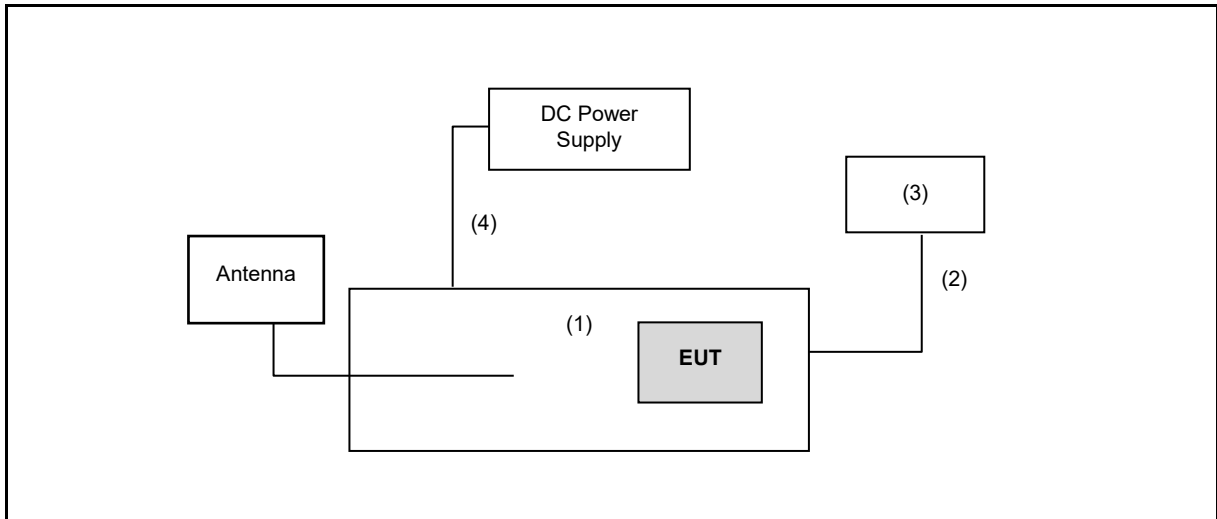 DC Power
Supply
(3)
(4)
Antenna
(2)
(1)
EUT